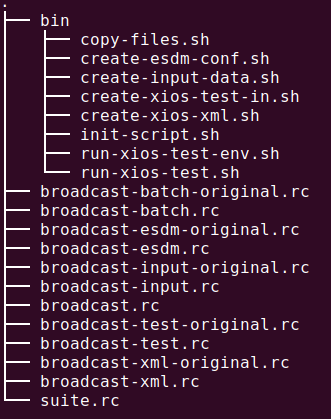 .
bin
copy-files.sh
create-esdm-conf.sh
create-input-data.sh
create-xios-test-in.sh
create-xios-xml.sh
init-script.sh
run-xios-test-env.sh
run-xios-test.sh
broadcast-batch-original.rc
broadcast-batch.rc
broadcast-esdm-original.rc
broadcast-esdm.rc
broadcast-input-original.rc
broadcast-input.rc
broadcast.rc
broadcast-test-original.rc
broadcast-test.rc
broadcast-xml-original.rc
broadcast-xml.rc
suite.rc